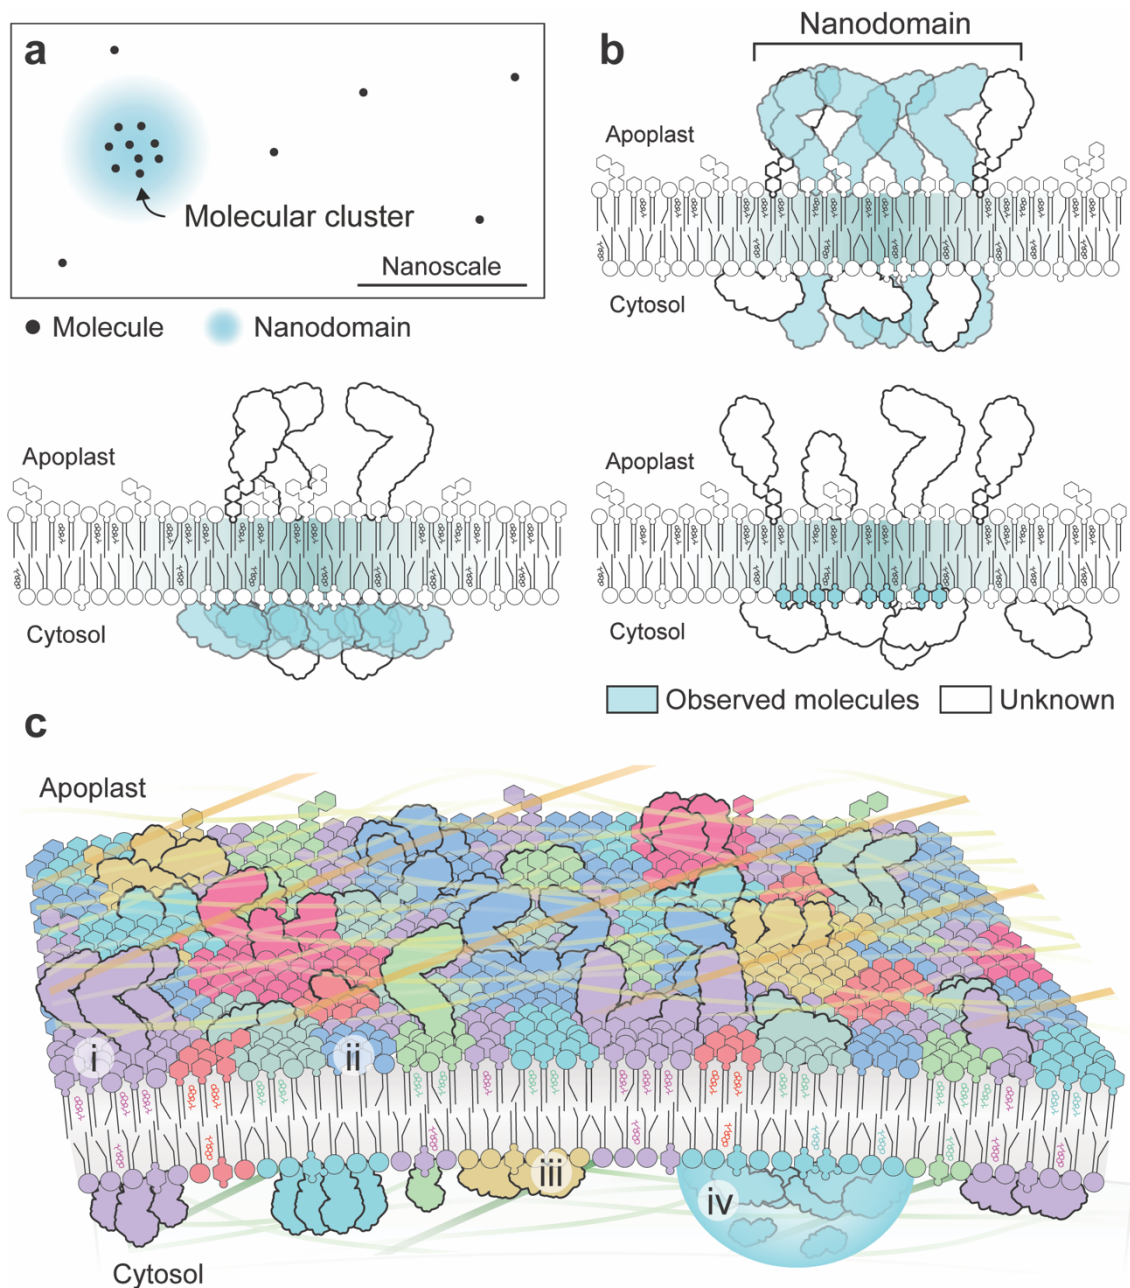 a
Molecular cluster
Nanoscale
Molecule
Nanodomain
b
Nanodomain
Apoplast
Cytosol
Apoplast
Cytosol
Apoplast
Cytosol
Observed molecules
Unknown
c
Apoplast
i
ii
iii
iv
Cytosol